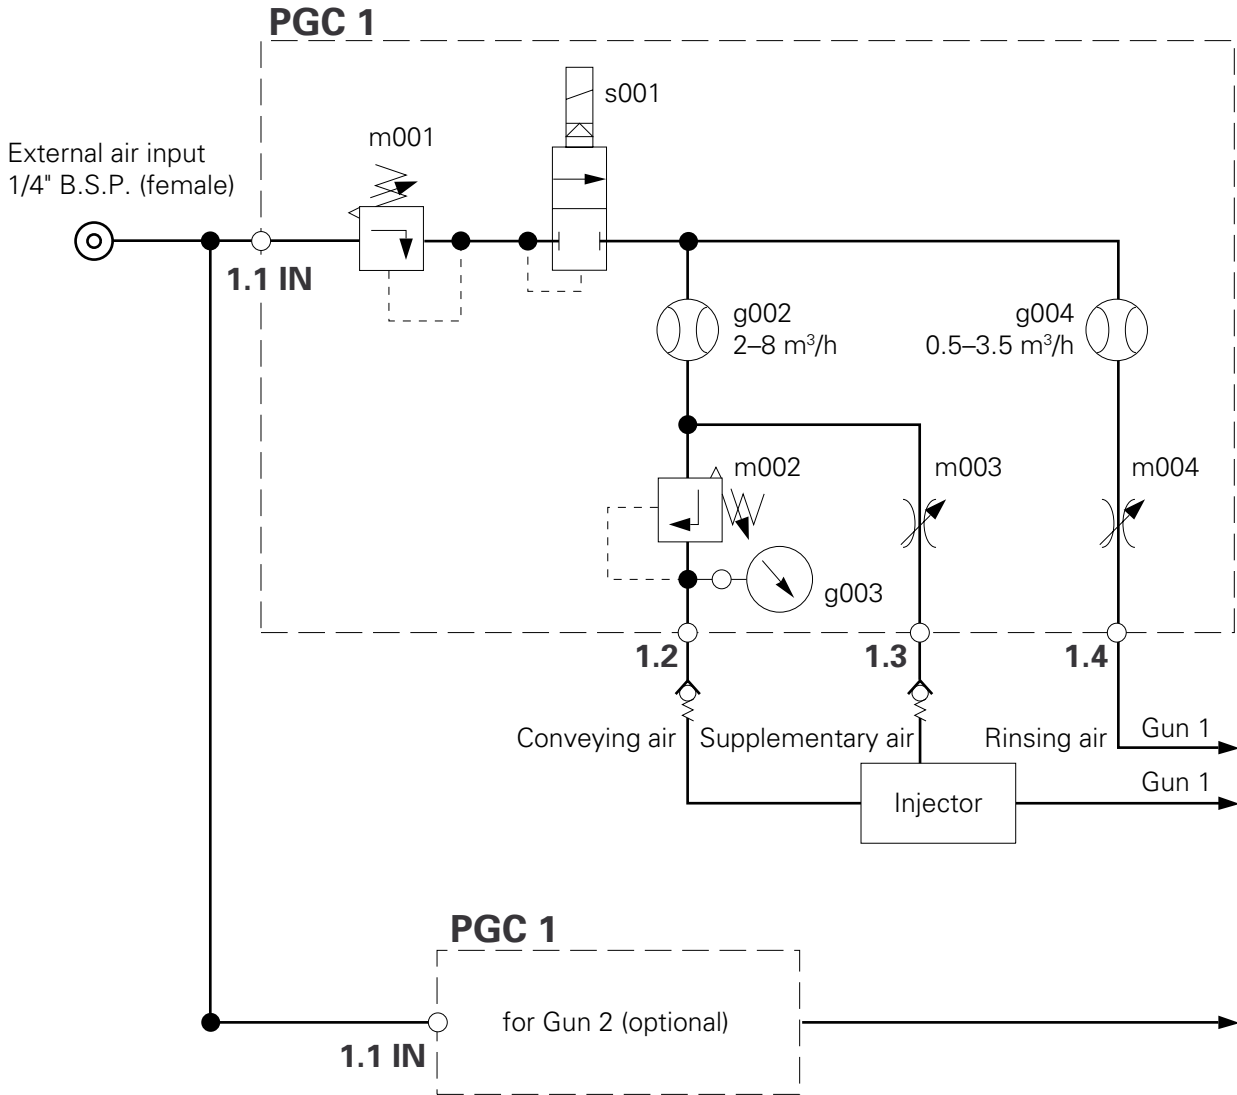 PGC 1
s001
m001
External air input
1/4" B.S.P. (female)
1.1 IN
g002
2–8 m³/h
g004
0.5–3.5 m³/h
m002
m003
m004
g003
1.2
1.3
1.4
Conveying air
Supplementary air
Rinsing air
Gun 1
Gun 1
Injector
PGC 1
for Gun 2 (optional)
1.1 IN